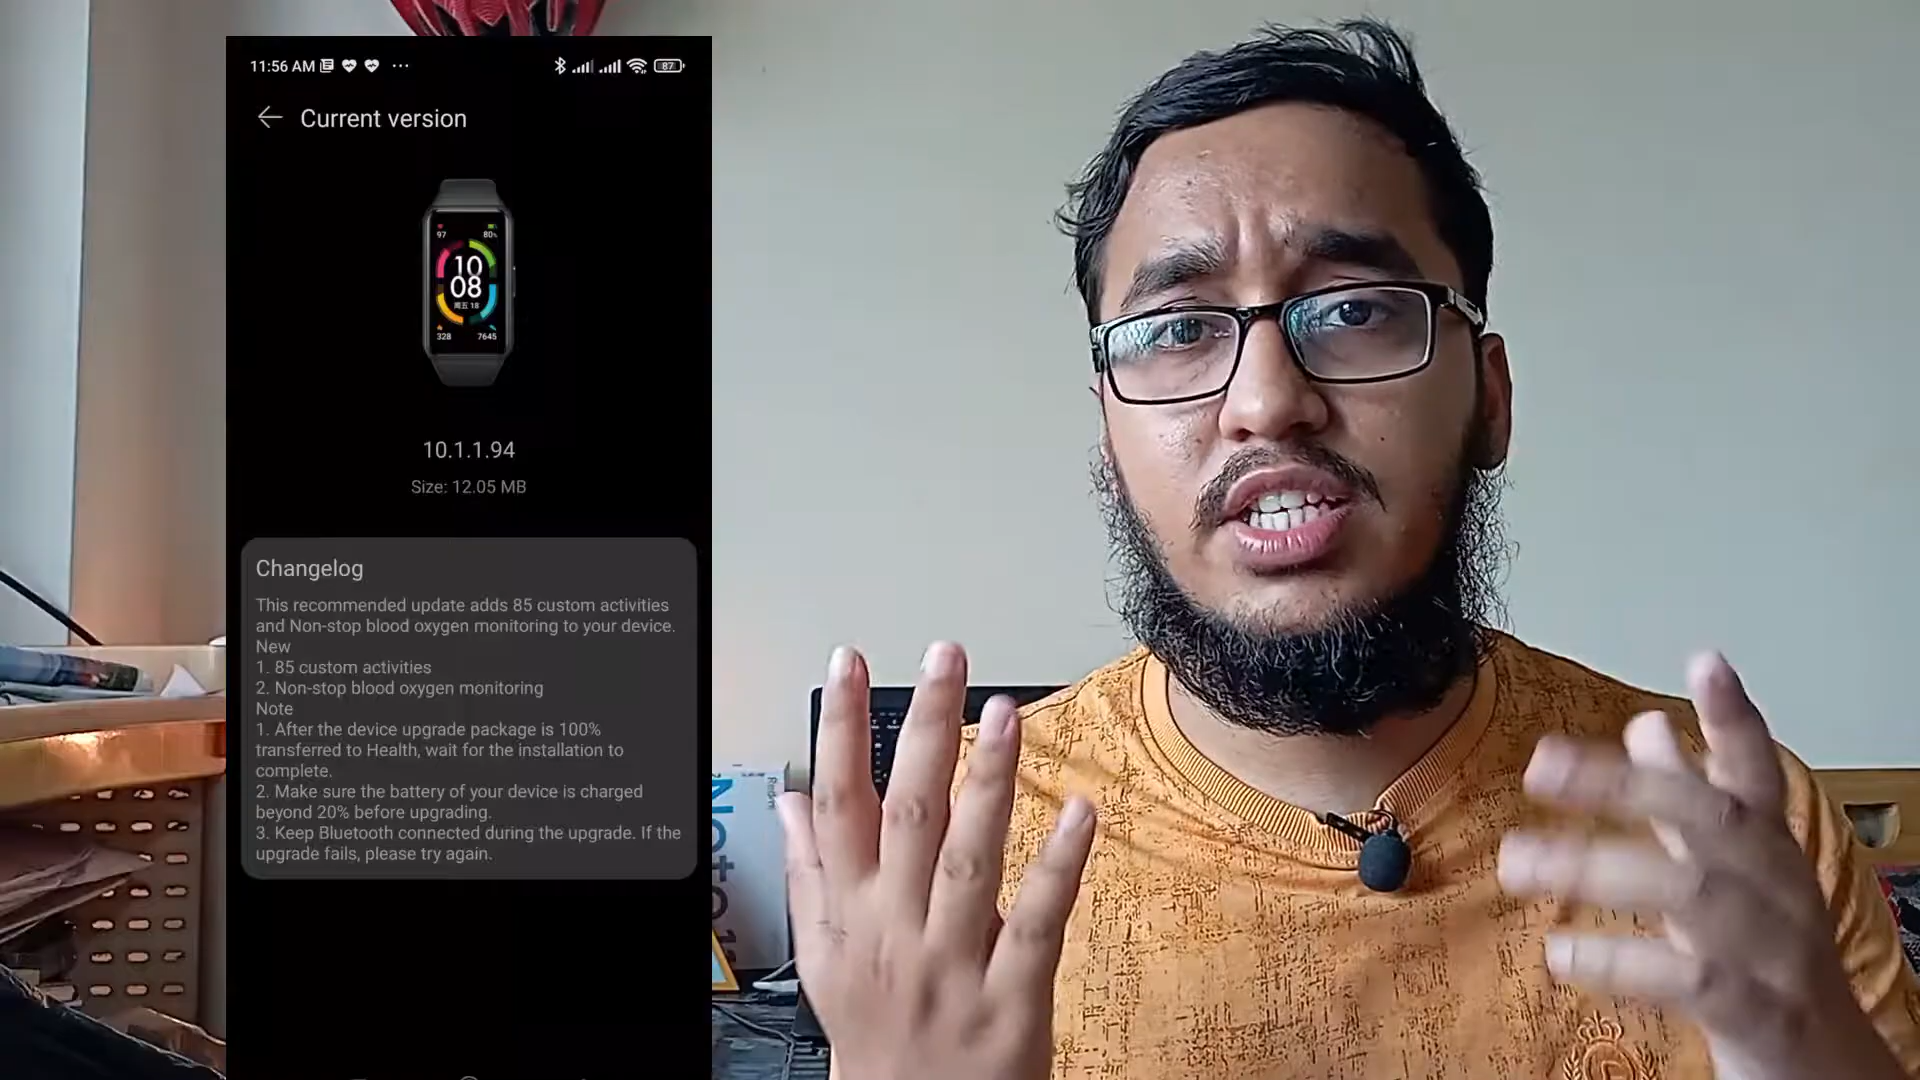 11:56 AM
87
Current version
97
80%
10
08
周五 18
328
7645
10.1.1.94
Size: 12.05 MB
Changelog
This recommended update adds 85 custom activities
and Non-stop blood oxygen monitoring to your device.
New
1. 85 custom activities
2. Non-stop blood oxygen monitoring
Note
1. After the device upgrade package is 100%
transferred to Health, wait for the installation to
complete.
2. Make sure the battery of your device is charged
beyond 20% before upgrading.
3. Keep Bluetooth connected during the upgrade. If the
upgrade fails, please try again.
Redmi